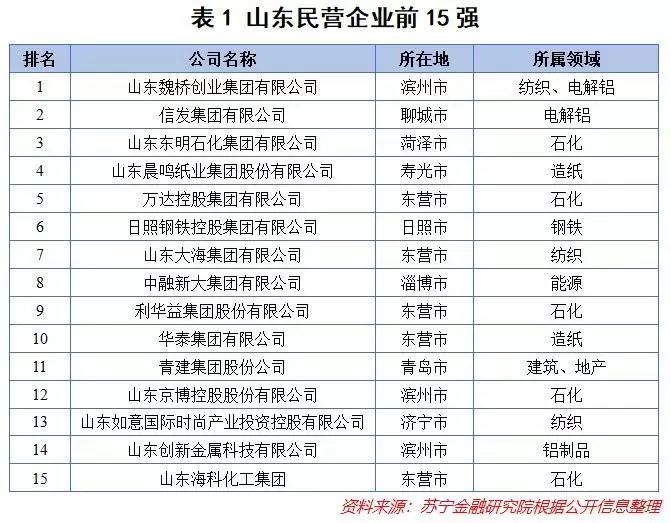 表1 山东民营企业前15强
排名 公司名称 所在地 所属领域
1 山东魏桥创业集团有限公司 滨州市 纺织、电解铝
2 信发集团有限公司 聊城市 电解铝
3 山东东明石化集团有限公司 菏泽市 石化
4 山东晨鸣纸业集团股份有限公司 寿光市 造纸
5 万达控股集团有限公司 东营市 石化
6 日照钢铁控股集团有限公司 日照市 钢铁
7 山东大海集团有限公司 东营市 纺织
8 中融新大集团有限公司 淄博市 能源
9 利华益集团股份有限公司 东营市 石化
10 华泰集团有限公司 东营市 造纸
11 青建集团股份公司 青岛市 建筑、地产
12 山东京博控股股份有限公司 滨州市 石化
13 山东如意国际时尚产业投资控股有限公司 济宁市 纺织
14 山东创新金属科技有限公司 滨州市 铝制品
15 山东海科化工集团 东营市 石化
资料来源：苏宁金融研究院根据公开信息整理